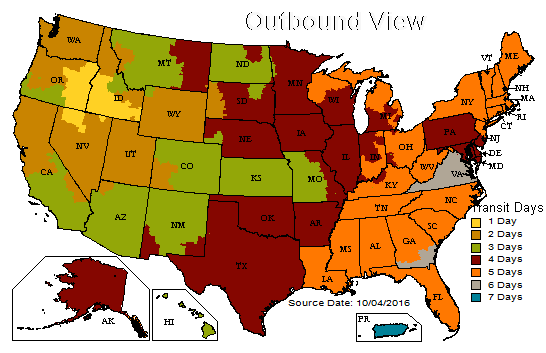 Outbound View
WA
OR
ID
MT
ND
MN
SD
WY
NV
UT
CA
CO
NE
IA
WI
MI
IL
IN
OH
KS
MO
KY
WV
VA
PA
NY
VT
ME
NH
MA
RI
CT
NJ
DE
MD
AZ
NM
OK
AR
TX
LA
MS
AL
TN
NC
SC
GA
FL
AK
HI
PR
Transit Days
1 Day
2 Days
3 Days
4 Days
5 Days
6 Days
7 Days
Source Date: 10/04/2016